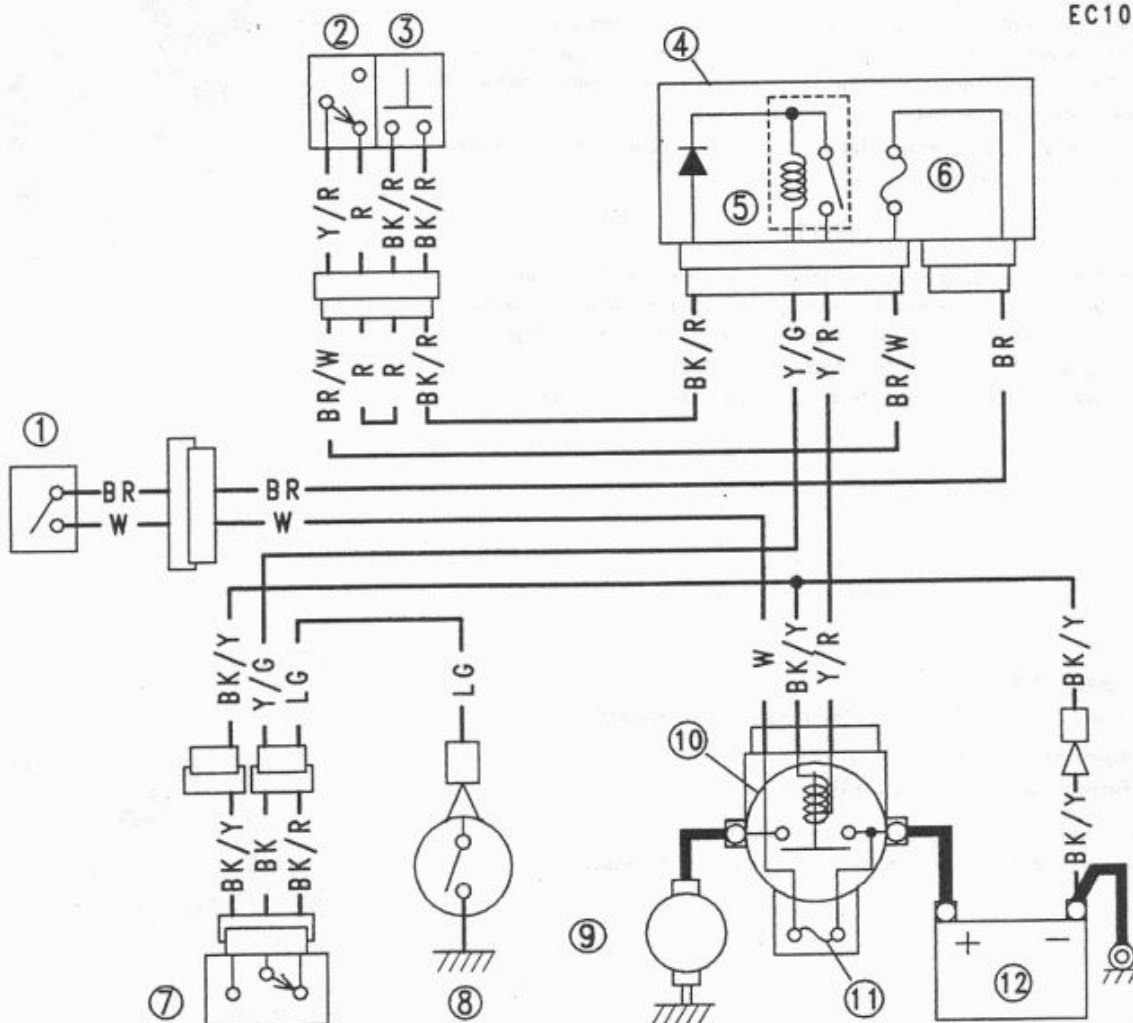 EC10
② ③
④
Y/R R BK/R BK/R
⑤ ⑥
BR/W R R BK/R
BK/R Y/G Y/R BR/W BR
①
BR BR
W W
BK/Y Y/G LG
LG
W BK/Y Y/R
BK/Y
⑩
BK/Y BK BK/R
BK/Y
⑨
+ −
⑦ ⑧ ⑪ ⑫